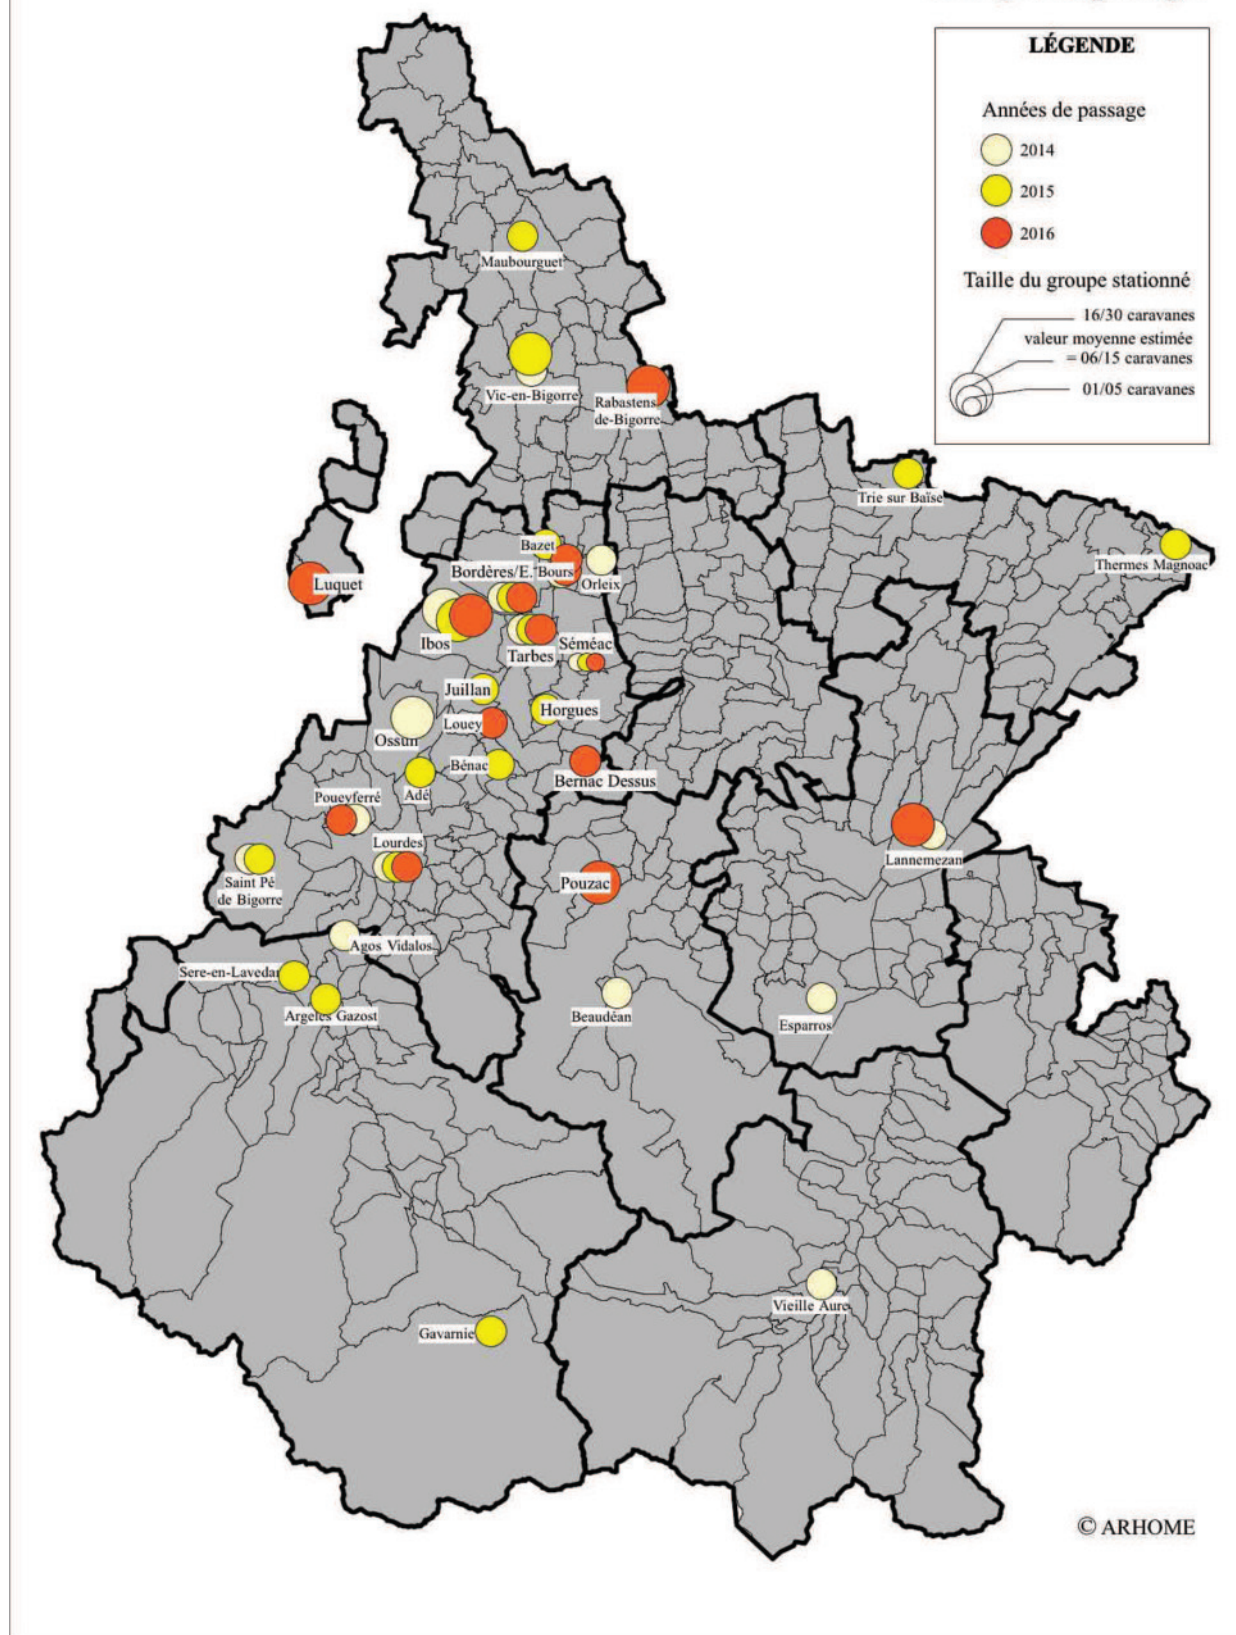 LÉGENDE
Années de passage
2014
2015
2016
Taille du groupe stationné
16/30 caravanes
valeur moyenne estimée
= 06/15 caravanes
01/05 caravanes
Maubourguet
Vic-en-Bigorre
Rabastens
de-Bigorre
Trie sur Baïse
Thermes Magnoac
Bazet
Bordères/E.
Bours
Orleix
Luquet
Ibos
Tarbes
Séméac
Juillan
Horgues
Louey
Ossun
Bénac
Bernac Dessus
Adé
Poueyferré
Lourdes
Lannemezan
Saint Pé
de Bigorre
Pouzac
Agos Vidalos
Sere-en-Lavedan
Argelès Gazost
Beaudéan
Esparros
Vieille Aure
Gavarnie
© ARHOME